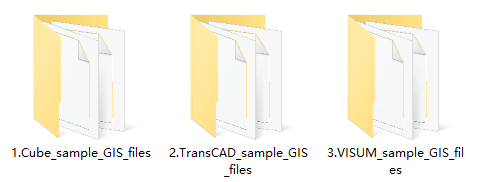 1.Cube_sample_GIS_files
2.TransCAD_sample_GIS
_files
3.VISUM_sample_GIS_fil
es